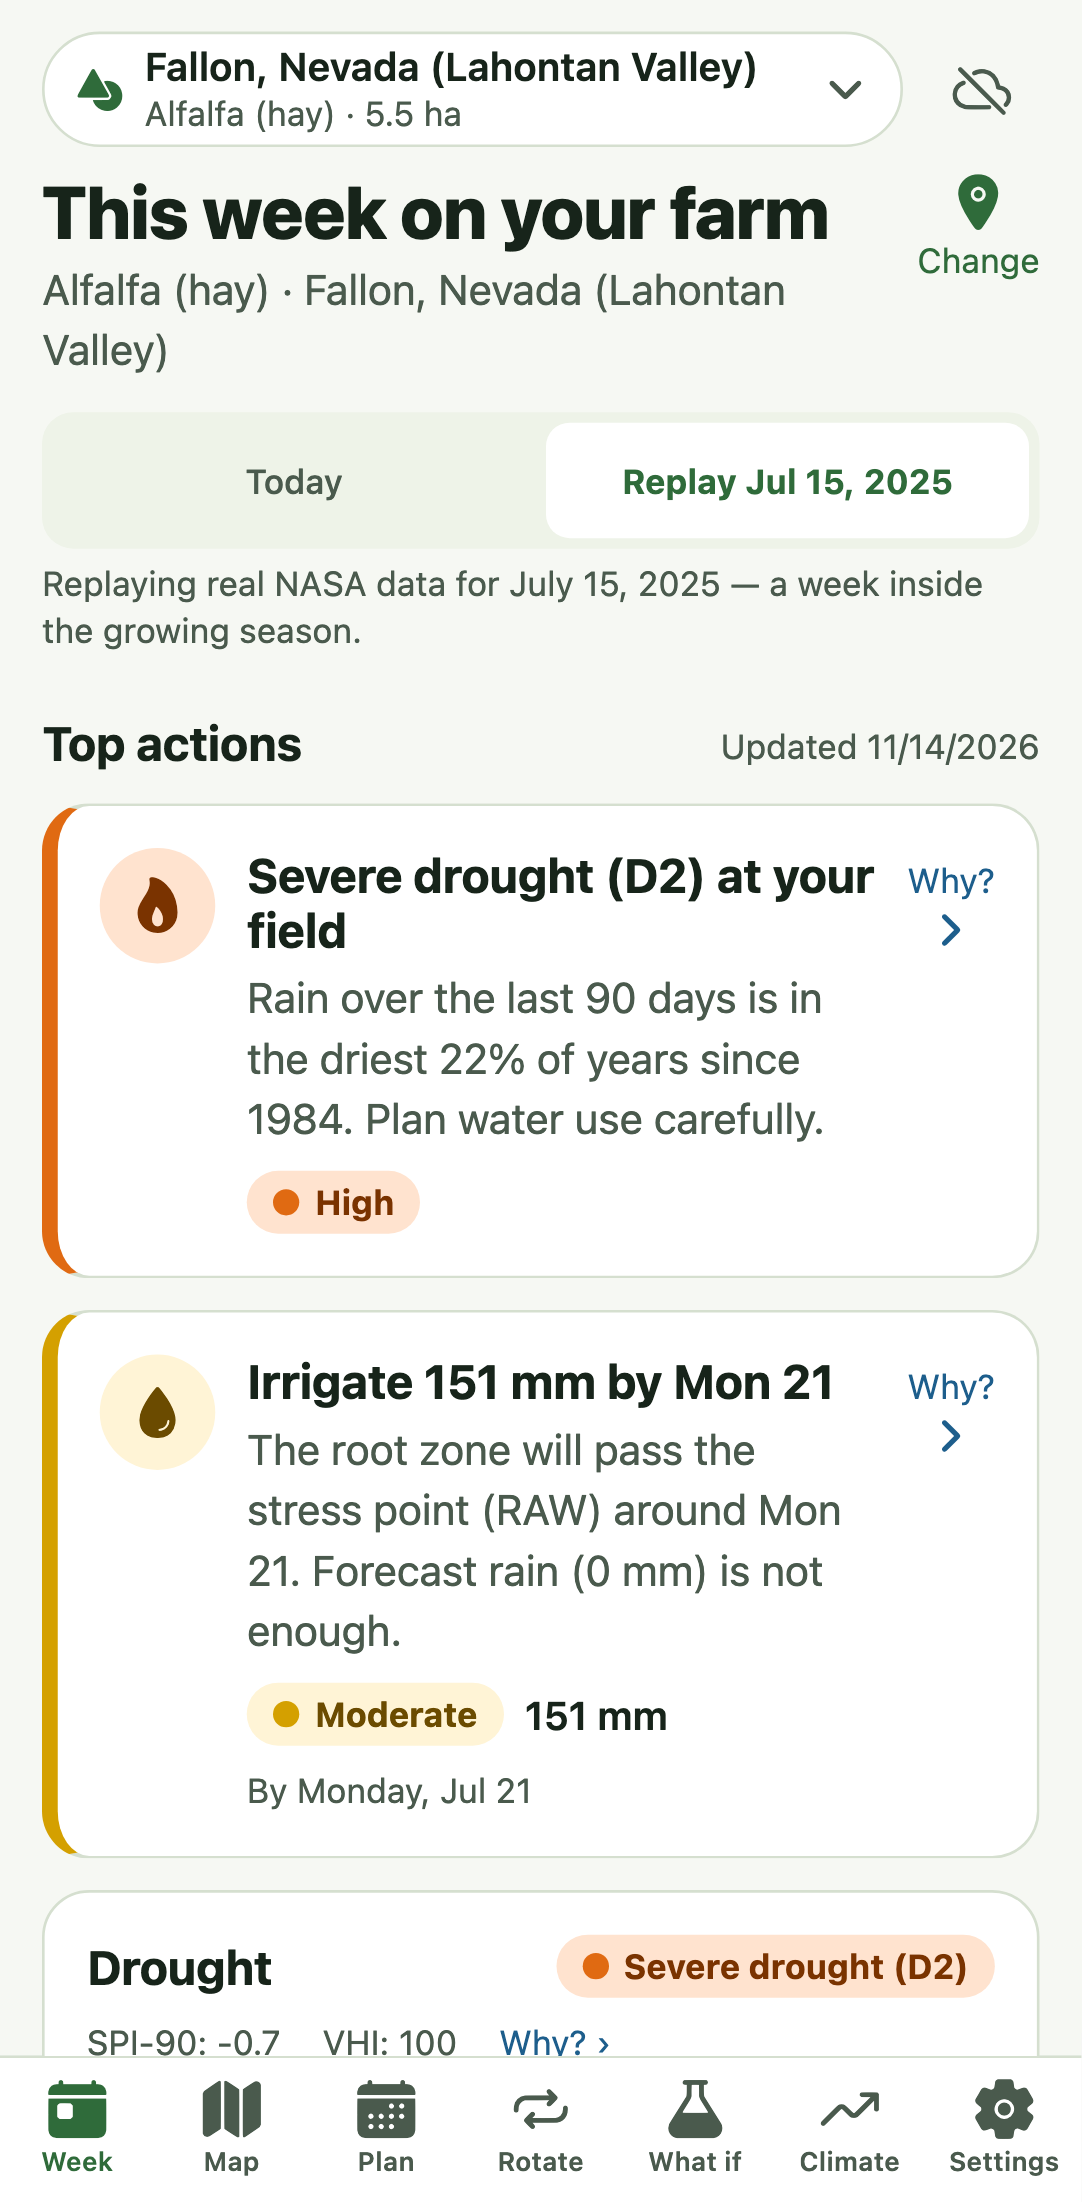 Fallon, Nevada (Lahontan Valley)
Alfalfa (hay) · 5.5 ha
This week on your farm
Change
Alfalfa (hay) · Fallon, Nevada (Lahontan
Valley)
Today
Replay Jul 15, 2025
Replaying real NASA data for July 15, 2025 — a week inside
the growing season.
Top actions
Updated 11/14/2026
Severe drought (D2) at your
field
Why?
Rain over the last 90 days is in
the driest 22% of years since
1984. Plan water use carefully.
High
Irrigate 151 mm by Mon 21
Why?
The root zone will pass the
stress point (RAW) around Mon
21. Forecast rain (0 mm) is not
enough.
Moderate
151 mm
By Monday, Jul 21
Drought
Severe drought (D2)
SPI-90: -0.7 VHI: 100 Why? ›
Week
Map
Plan
Rotate
What if
Climate
Settings